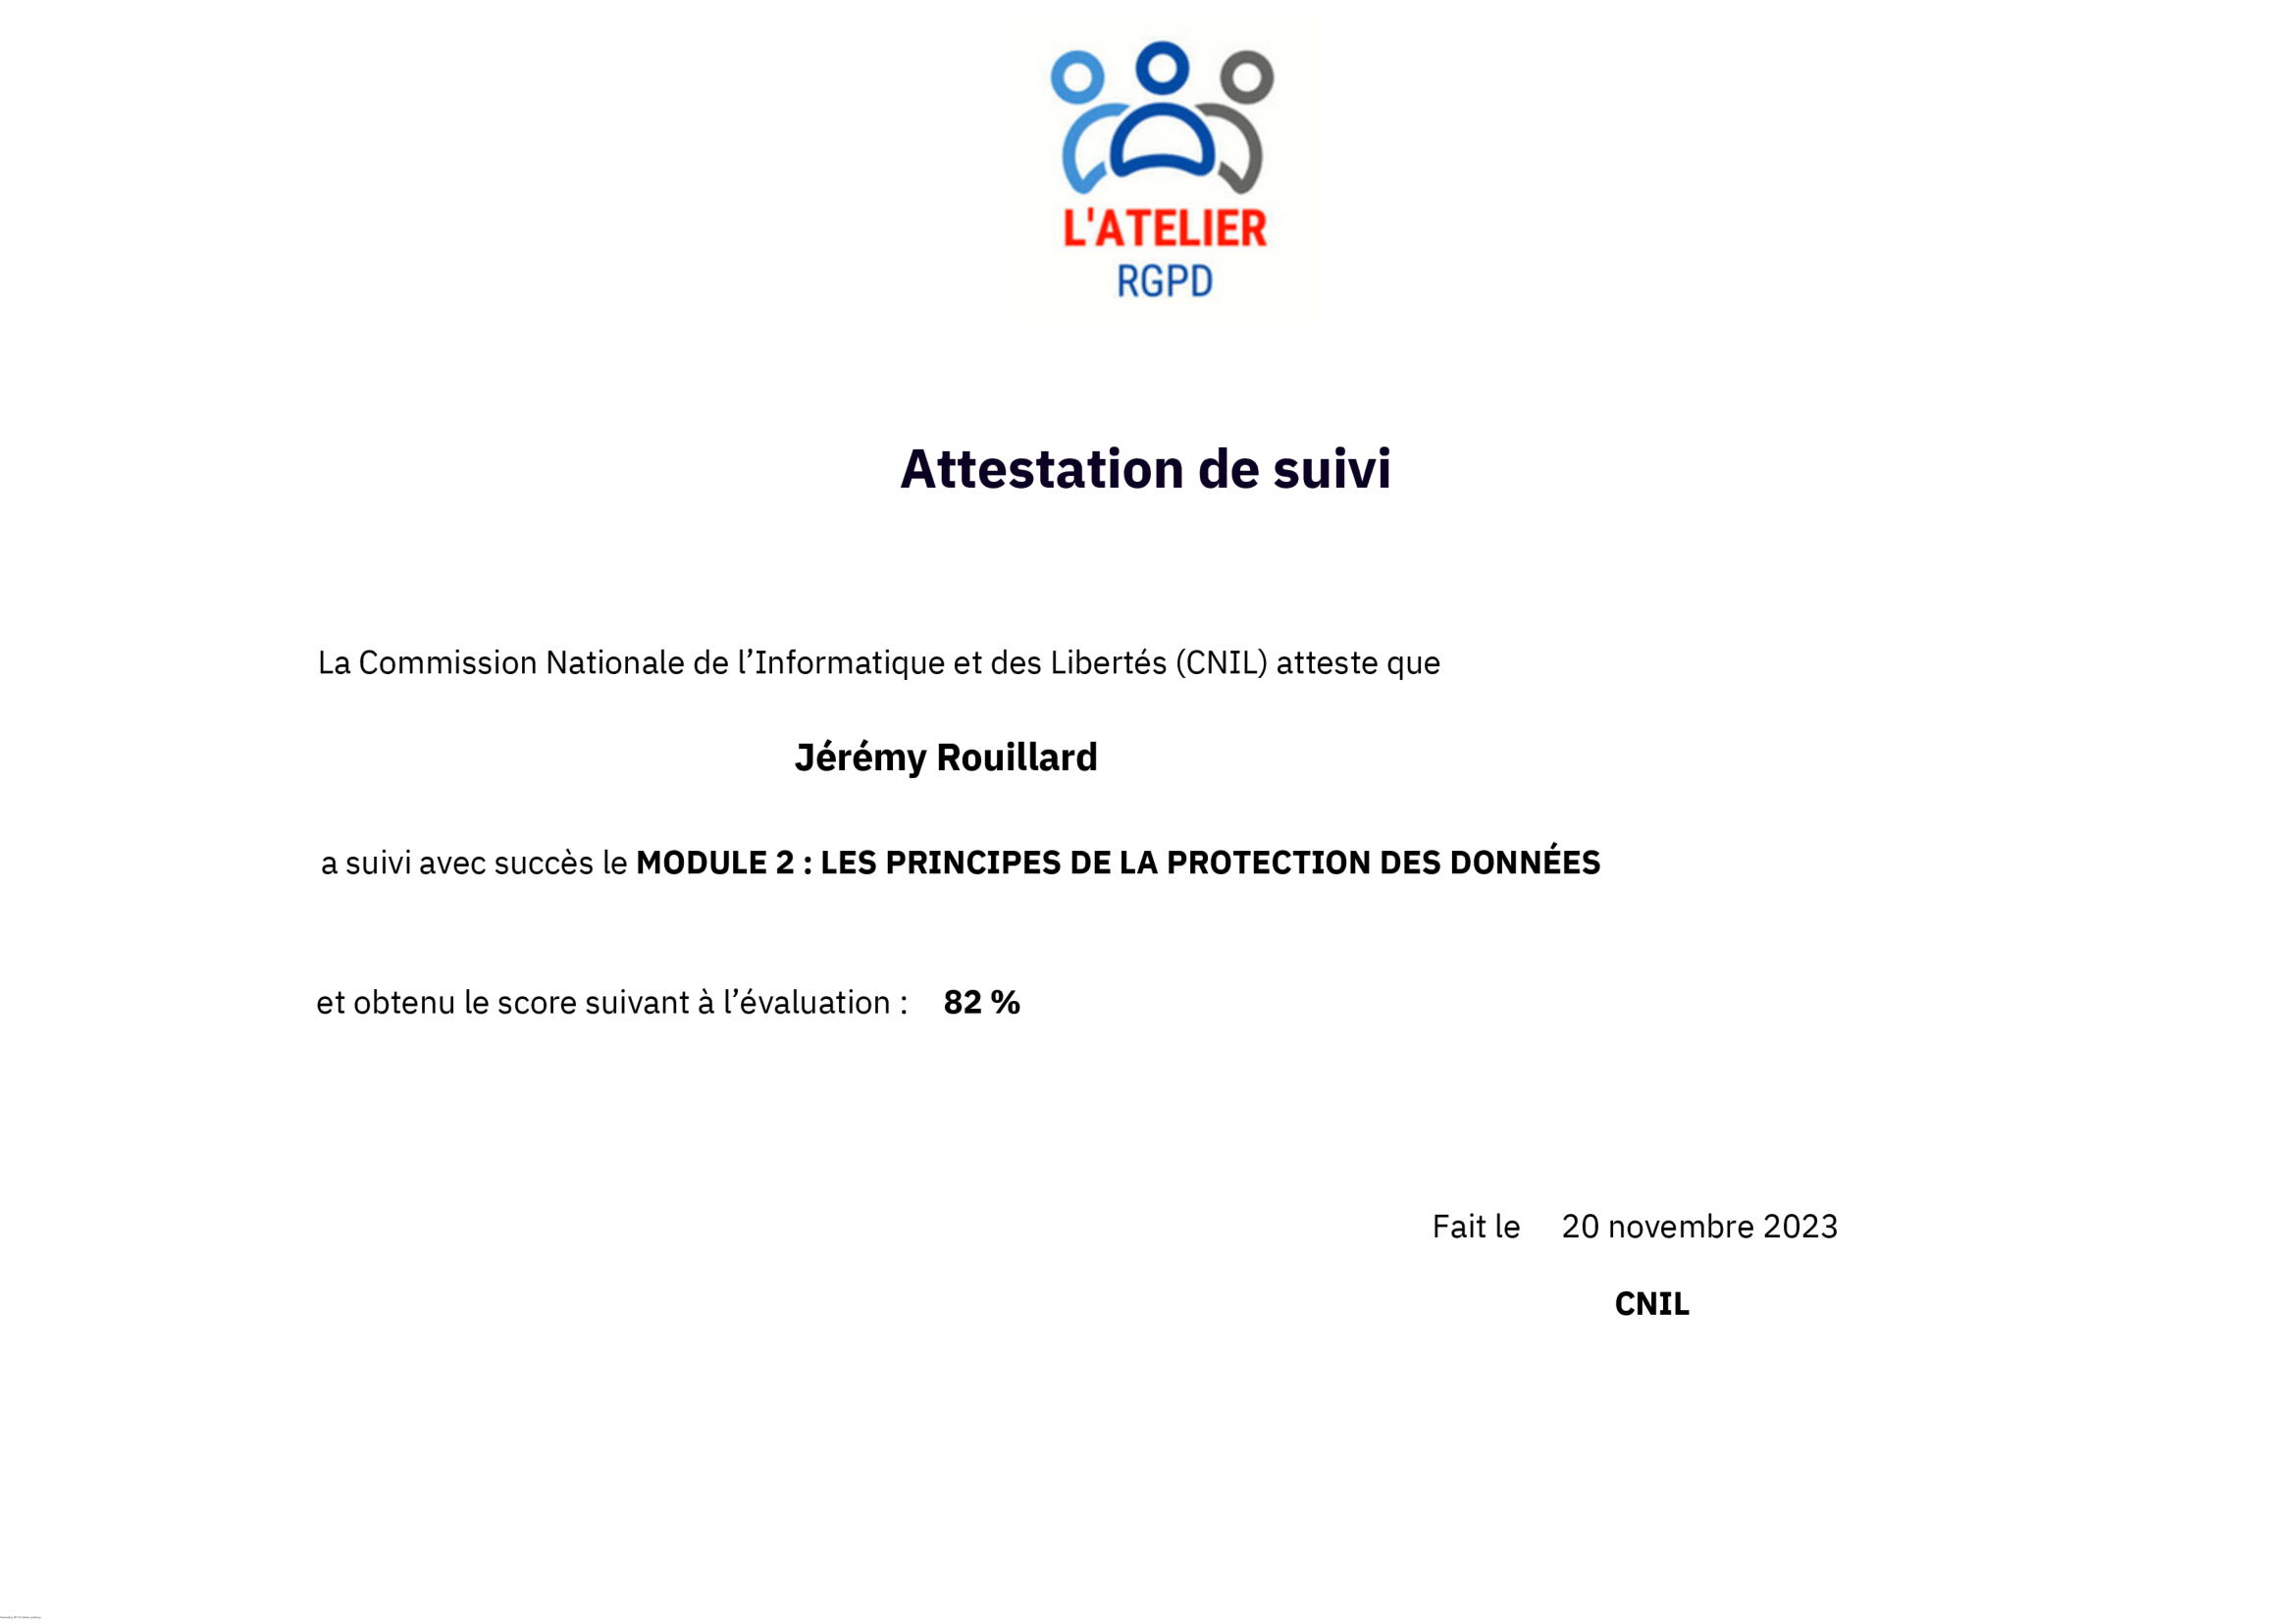 L'ATELIER
RGPD
Attestation de suivi
La Commission Nationale de l’Informatique et des Libertés (CNIL) atteste que
Jérémy Rouillard
a suivi avec succès le MODULE 2 : LES PRINCIPES DE LA PROTECTION DES DONNÉES
et obtenu le score suivant à l’évaluation : 82 %
Fait le 20 novembre 2023
CNIL